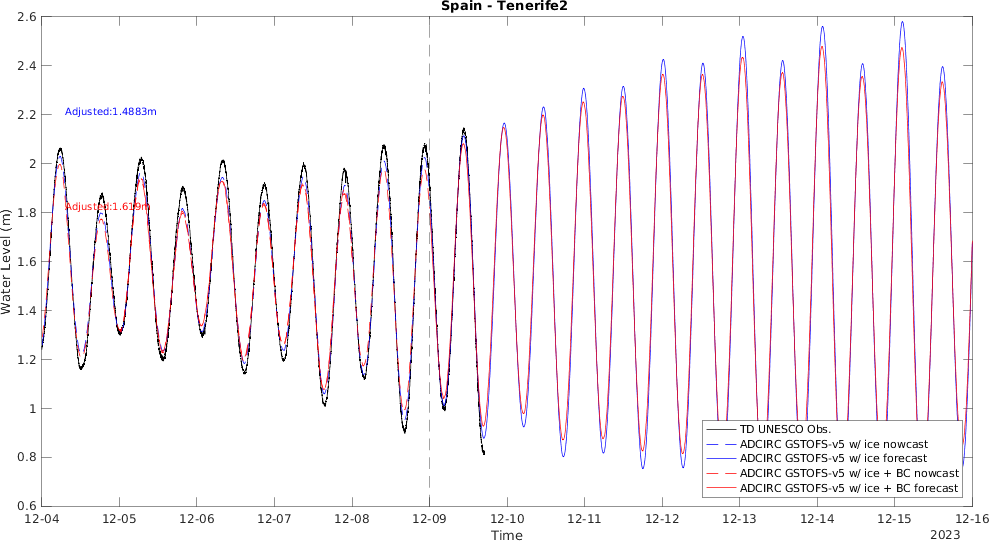 Spain - Tenerife2
2.6
2.4
2.2
2
1.8
1.6
1.4
1.2
1
0.8
0.6
Water Level (m)
Adjusted:1.4883m
Adjusted:1.619m
TD UNESCO Obs.
ADCIRC GSTOFS-v5 w/ ice nowcast
ADCIRC GSTOFS-v5 w/ ice forecast
ADCIRC GSTOFS-v5 w/ ice + BC nowcast
ADCIRC GSTOFS-v5 w/ ice + BC forecast
12-04 12-05 12-06 12-07 12-08 12-09 12-10 12-11 12-12 12-13 12-14 12-15 12-16
Time
2023